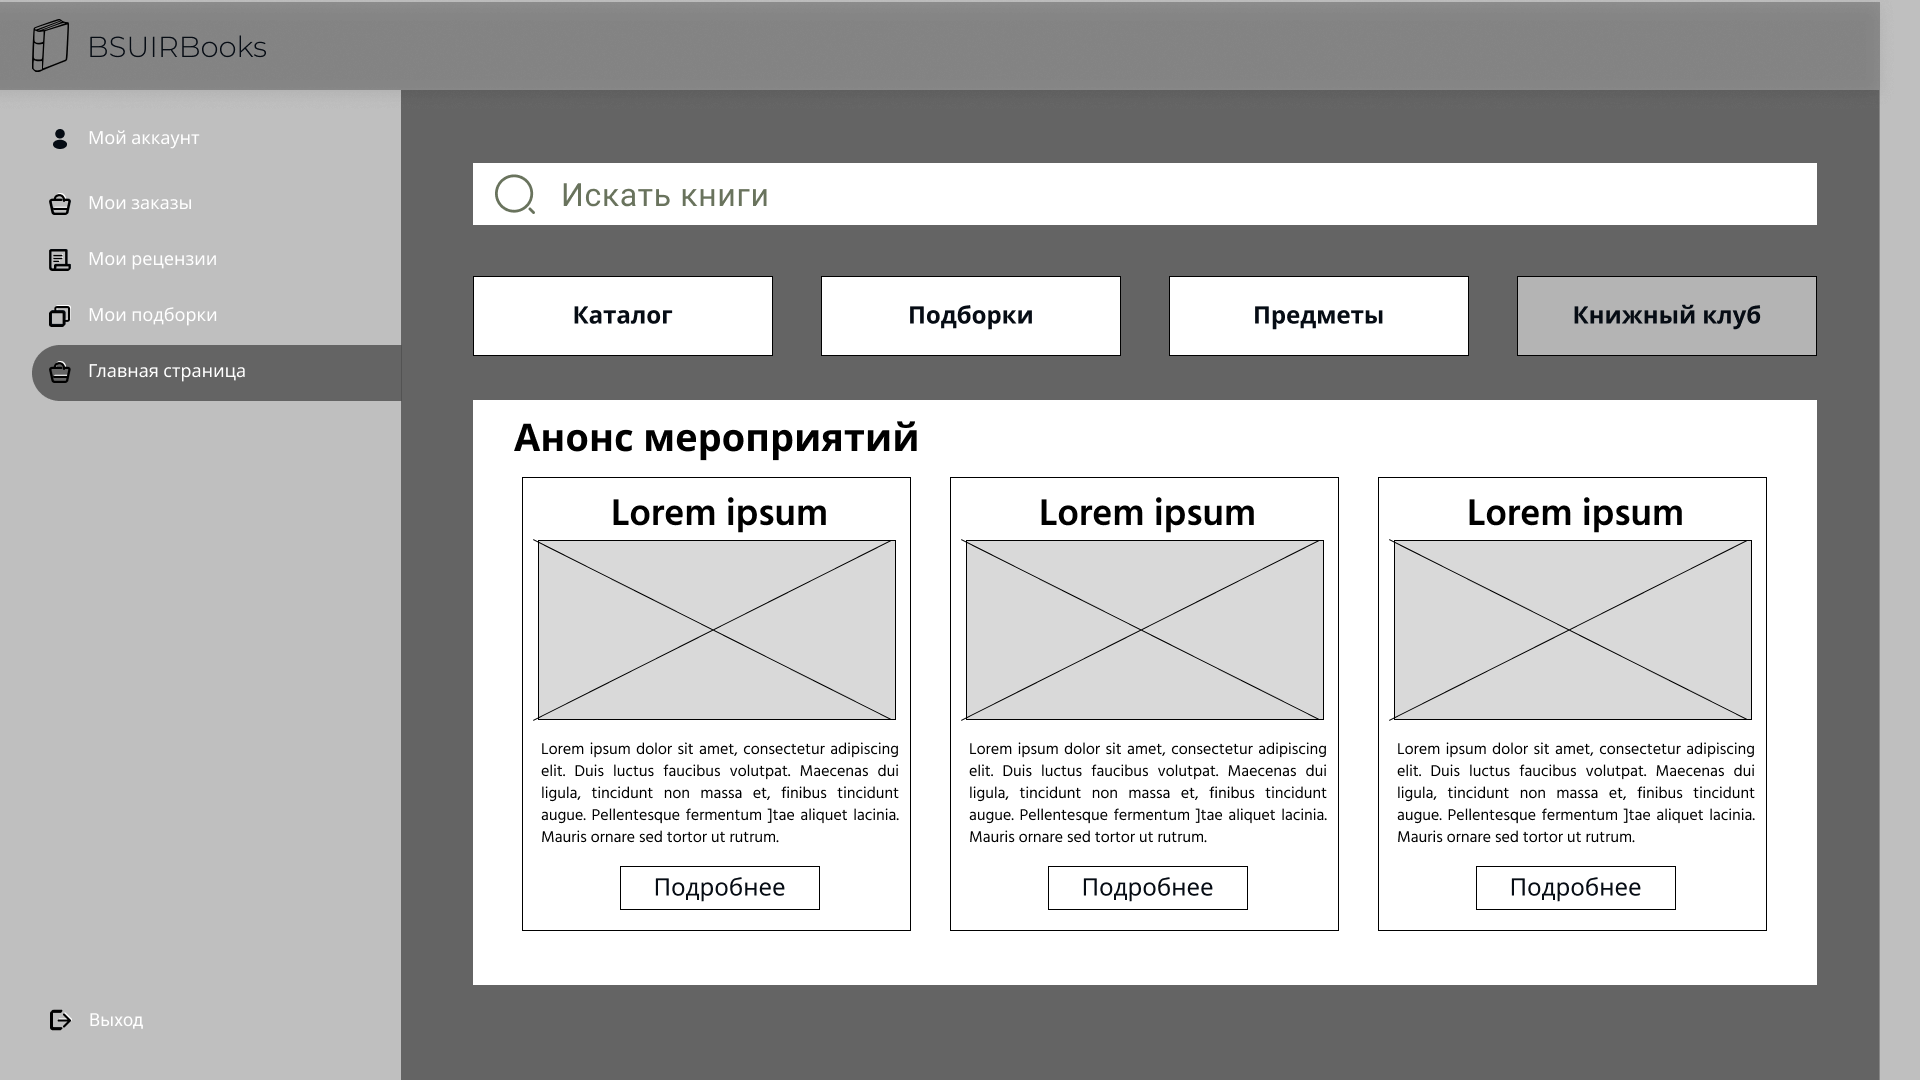 BSUIRBooks
Мой аккаунт
Мои заказы
Мои рецензии
Мои подборки
Главная страница
Выход
Искать книги
Каталог
Подборки
Предметы
Книжный клуб
Анонс мероприятий
Lorem ipsum
Lorem ipsum dolor sit amet, consectetur adipiscing
elit. Duis luctus faucibus volutpat. Maecenas dui
ligula, tincidunt non massa et, finibus tincidunt
augue. Pellentesque fermentum ]tae aliquet lacinia.
Mauris ornare sed tortor ut rutrum.
Подробнее
Lorem ipsum
Lorem ipsum dolor sit amet, consectetur adipiscing
elit. Duis luctus faucibus volutpat. Maecenas dui
ligula, tincidunt non massa et, finibus tincidunt
augue. Pellentesque fermentum ]tae aliquet lacinia.
Mauris ornare sed tortor ut rutrum.
Подробнее
Lorem ipsum
Lorem ipsum dolor sit amet, consectetur adipiscing
elit. Duis luctus faucibus volutpat. Maecenas dui
ligula, tincidunt non massa et, finibus tincidunt
augue. Pellentesque fermentum ]tae aliquet lacinia.
Mauris ornare sed tortor ut rutrum.
Подробнее